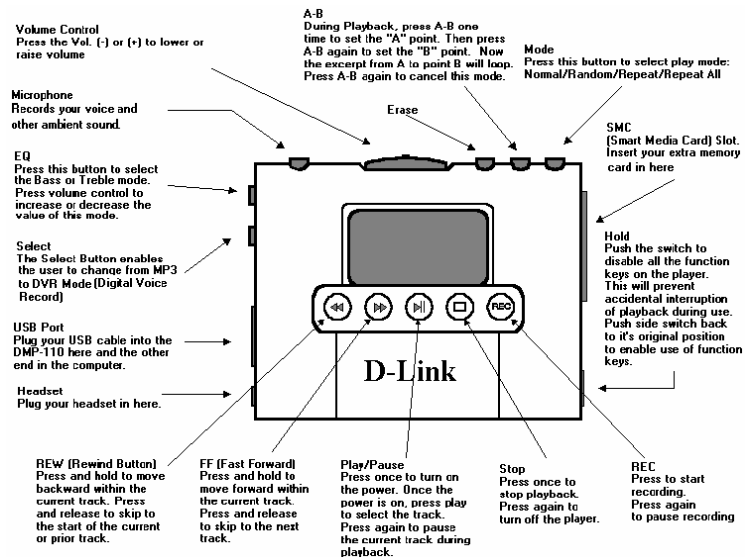 Volume Control
Press the Vol. (-) or (+) to lower or
raise volume
A-B
During Playback, press A-B one
time to set the "A" point. Then press
A-B again to set the "B" point. Now
the excerpt from A to point B will loop.
Press A-B again to cancel this mode.
Mode
Press this button to select play mode:
Normal/Random/Repeat/Repeat All
Microphone
Records your voice and
other ambient sound.
Erase
SMC
(Smart Media Card) Slot.
Insert your extra memory
card in here
EQ
Press this button to select
the Bass or Treble mode.
Press volume control to
increase or decrease the
value of this mode.
Select
The Select Button enables
the user to change from MP3
to DVR Mode (Digital Voice
Record)
Hold
Push the switch to
disable all the function
keys on the player.
This will prevent
accidental interruption
of playback during use.
Push side switch back
to it's original position
to enable use of function
keys.
USB Port
Plug your USB cable into the
DMP-110 here and the other
end in the computer.
Headset
Plug your headset in here.
REC
D-Link
REW (Rewind Button)
Press and hold to move
backward within the
current track. Press
and release to skip to
the start of the current
or prior track.
FF (Fast Forward)
Press and hold to
move forward within
the current track.
Press and release
to skip to the next
track.
Play/Pause
Press once to turn on
the power. Once the
power is on, press play
to select the track.
Press again to pause
the current track during
playback.
Stop
Press once to
stop playback.
Press again to
turn off the player.
REC
Press to start
recording.
Press again
to pause recording